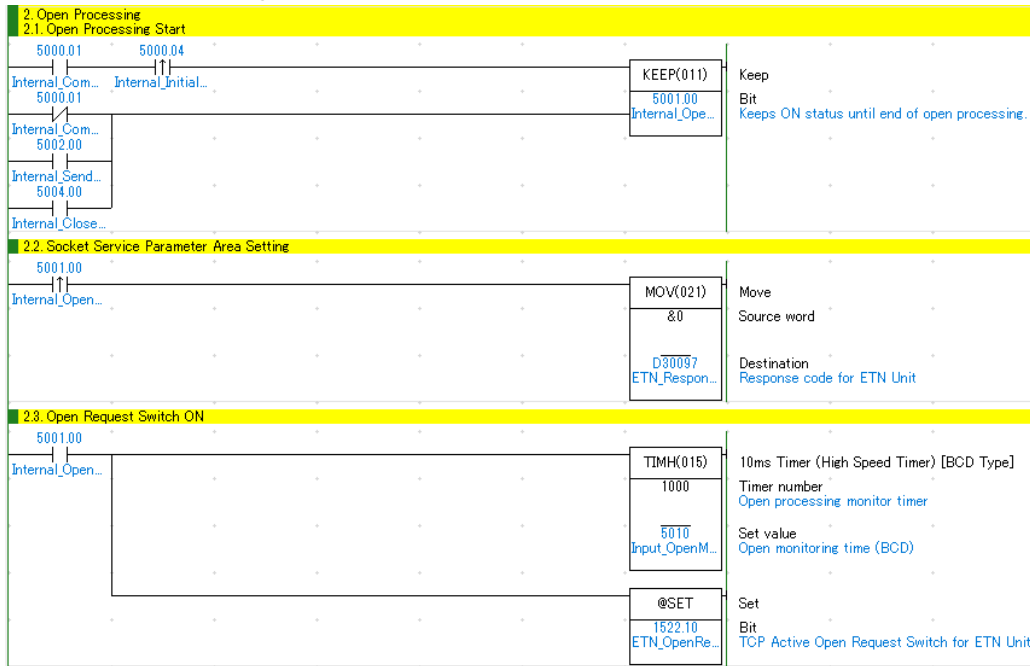 2. Open Processing
2.1. Open Processing Start
5000.01 5000.04
Internal_Com... Internal_Initial...
KEEP(011) Keep
5000.01
5001.00 Bit
Internal_Ope... Keeps ON status until end of open processing.
Internal_Com...
5002.00
Internal_Send...
5004.00
Internal_Close...
2.2. Socket Service Parameter Area Setting
5001.00
Internal_Open...
MOV(021) Move
&0 Source word
D30097 Destination
ETN_Respon... Response code for ETN Unit
2.3. Open Request Switch ON
5001.00
Internal_Open...
TIMH(015) 10ms Timer (High Speed Timer) [BCD Type]
1000 Timer number
Open processing monitor timer
5010 Set value
Input_OpenM... Open monitoring time (BCD)
@SET Set
1522.10 Bit
ETN_OpenRe... TCP Active Open Request Switch for ETN Unit